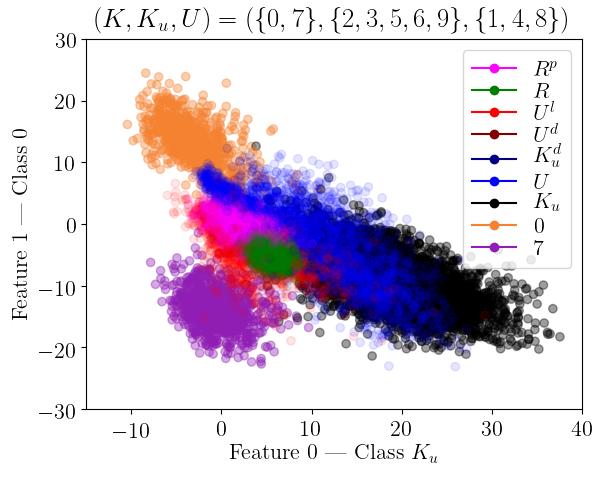 (K, K_u, U) = ({0, 7}, {2, 3, 5, 6, 9}, {1, 4, 8})
30
20
10
0
−10
−20
−30
Feature 1 — Class 0
R^p
R
U^l
U^d
K_u^d
U
K_u
0
7
−10 0 10 20 30 40
Feature 0 — Class K_u